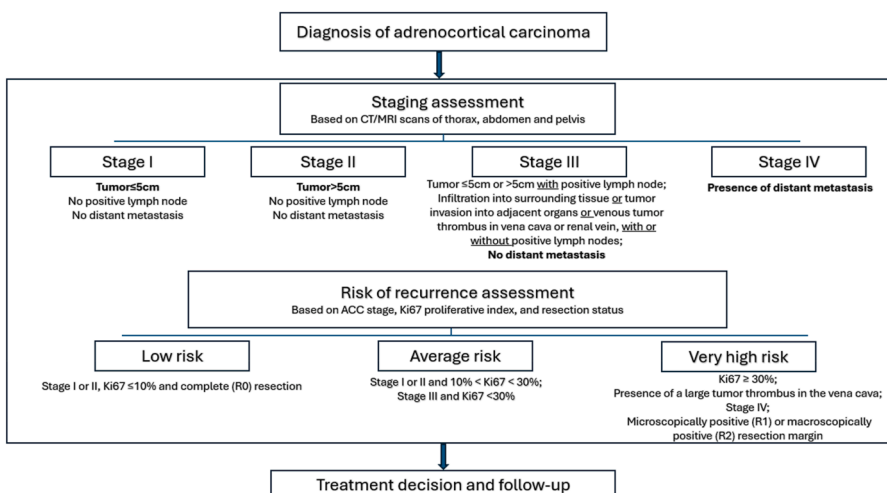 Diagnosis of adrenocortical carcinoma
Staging assessment
Based on CT/MRI scans of thorax, abdomen and pelvis
Stage I
Tumor≤5cm
No positive lymph node
No distant metastasis
Stage II
Tumor>5cm
No positive lymph node
No distant metastasis
Stage III
Tumor ≤5cm or >5cm with positive lymph node;
Infiltration into surrounding tissue or tumor
invasion into adjacent organs or venous tumor
thrombus in vena cava or renal vein, with or
without positive lymph nodes;
No distant metastasis
Stage IV
Presence of distant metastasis
Risk of recurrence assessment
Based on ACC stage, Ki67 proliferative index, and resection status
Low risk
Stage I or II, Ki67 ≤10% and complete (R0) resection
Average risk
Stage I or II and 10% < Ki67 < 30%;
Stage III and Ki67 <30%
Very high risk
Ki67 ≥ 30%;
Presence of a large tumor thrombus in the vena cava;
Stage IV;
Microscopically positive (R1) or macroscopically
positive (R2) resection margin
Treatment decision and follow-up